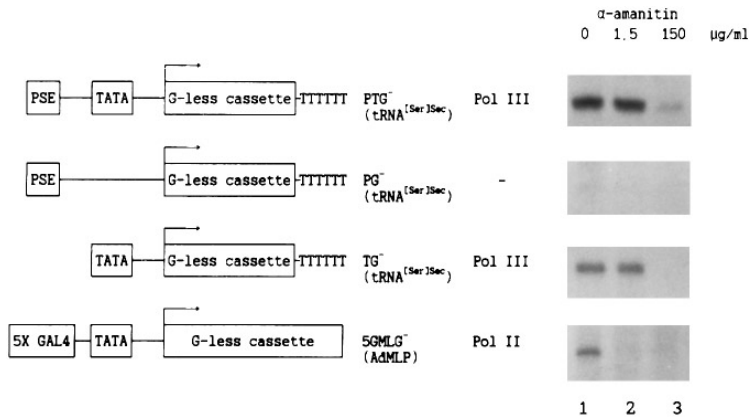 α-amanitin
0 1.5 150 μg/ml
PSE TATA G-less cassette TTTTTT PTG⁻ Pol III
(tRNA[Ser]Sec)
PSE G-less cassette TTTTTT PG⁻ -
(tRNA[Ser]Sec)
TATA G-less cassette TTTTTT TG⁻ Pol III
(tRNA[Ser]Sec)
5X GAL4 TATA G-less cassette 5GMLG⁻ Pol II
(AdMLP)
1 2 3